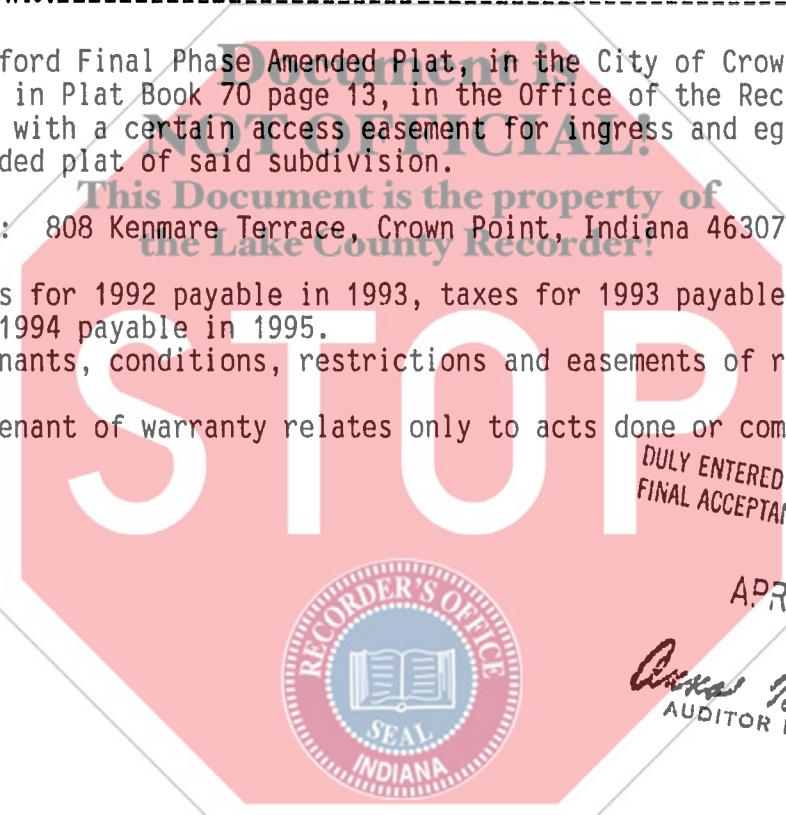 ford Final Phase Amended Plat, in the City of Crow
in Plat Book 70 page 13, in the Office of the Rec
with a certain access easement for ingress and eg
ded plat of said subdivision.
Document is
NOT OFFICIAL!
This Document is the property of
the Lake County Recorder!
: 808 Kenmare Terrace, Crown Point, Indiana 46307
s for 1992 payable in 1993, taxes for 1993 payable
1994 payable in 1995.
nants, conditions, restrictions and easements of r
enant of warranty relates only to acts done or com
STOP
DULY ENTERED
FINAL ACCEPTAN
APR
AUDITOR
RECORDER'S OFFICE
SEAL
INDIANA